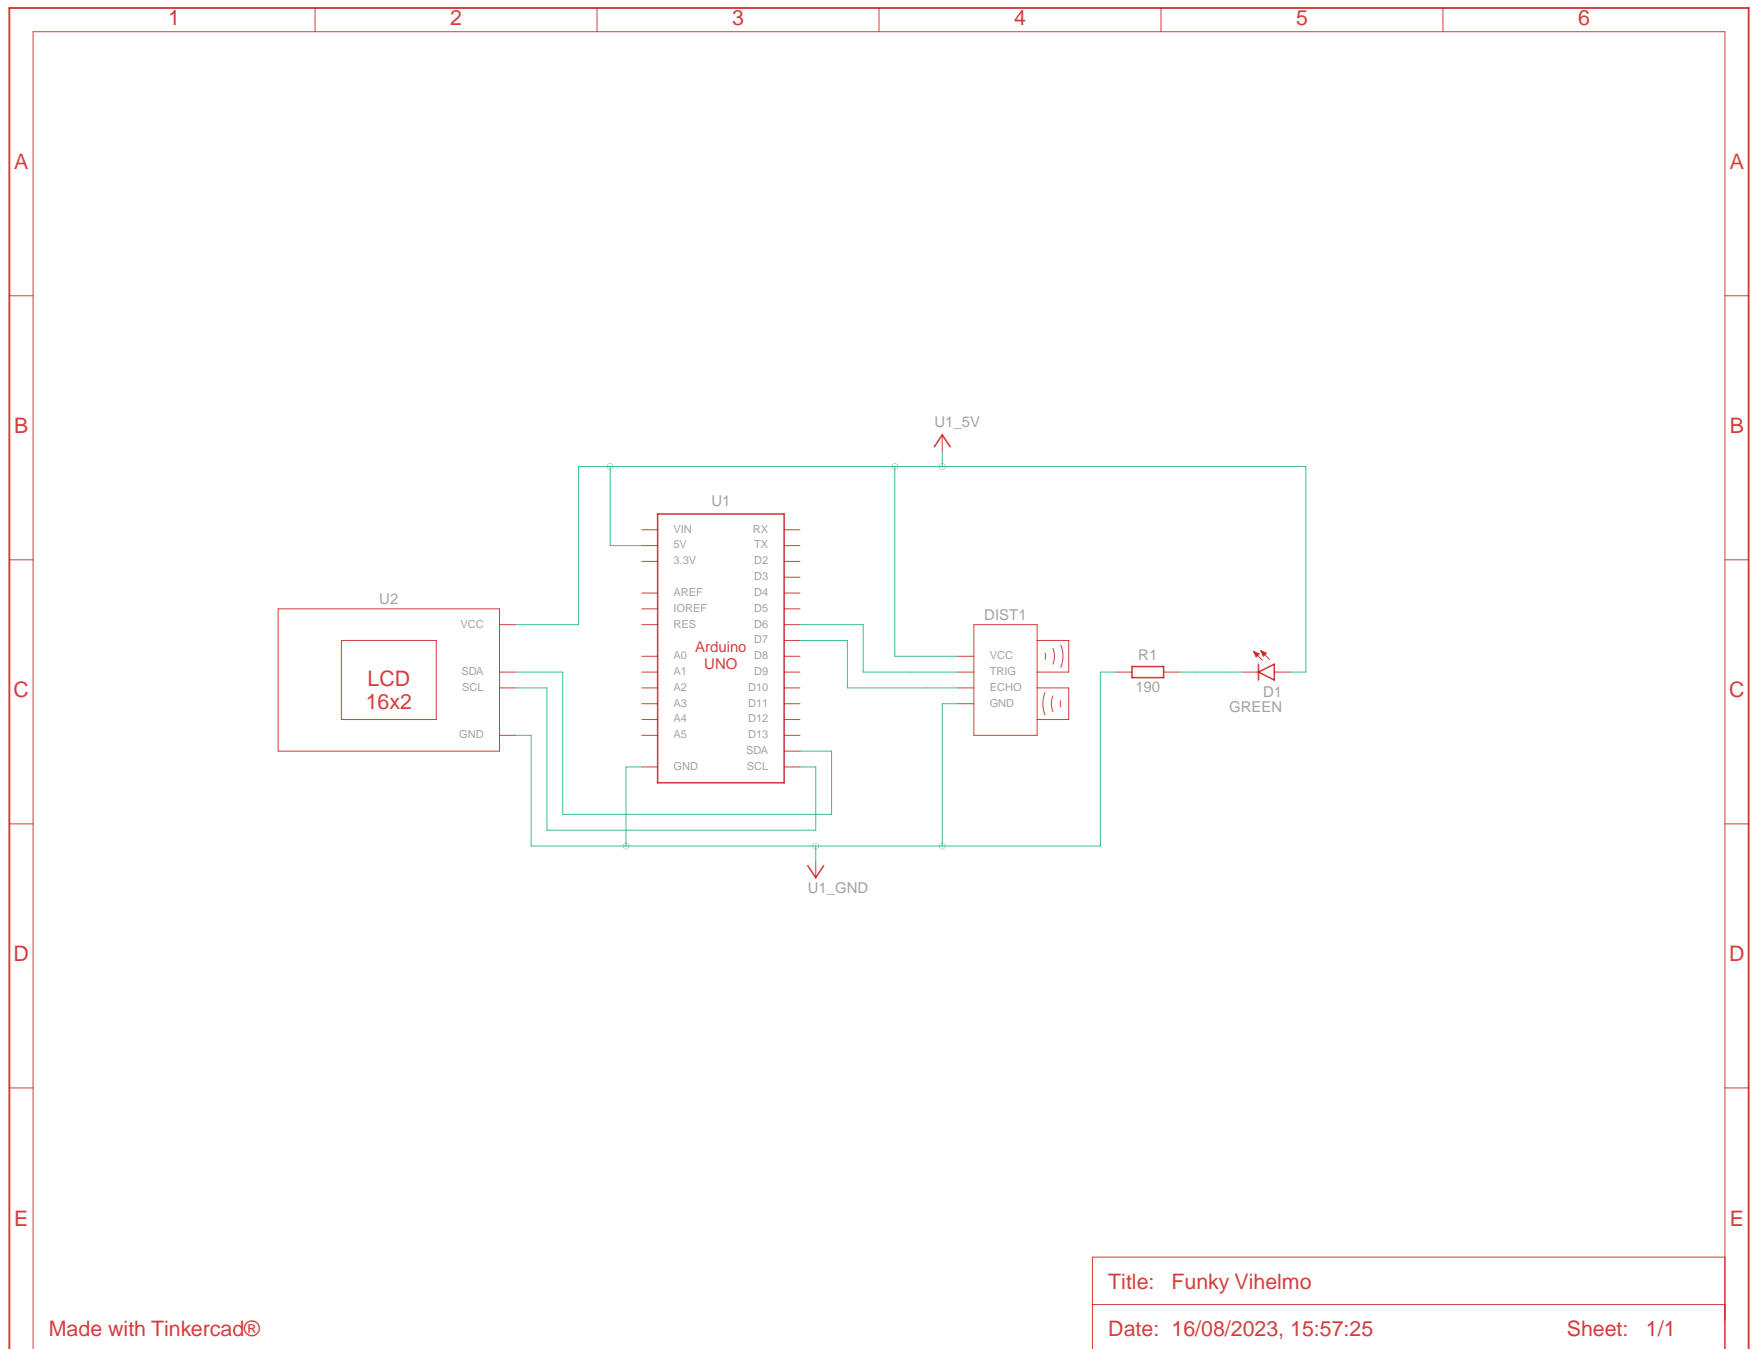 1 2 3 4 5 6
A A
B B
U1_5V
U1
VIN RX
5V TX
3.3V D2
D3
AREF D4
IOREF D5
RES D6
D7
A0 D8
A1 D9
A2 D10
A3 D11
A4 D12
A5 D13
SDA
GND SCL
Arduino
UNO
U2
VCC
SDA
SCL
GND
LCD
16x2
DIST1
VCC
TRIG
ECHO
GND
R1
190
D1
GREEN
C C
U1_GND
D D
E E
Title: Funky Vihelmo
Made with Tinkercad®
Date: 16/08/2023, 15:57:25 Sheet: 1/1